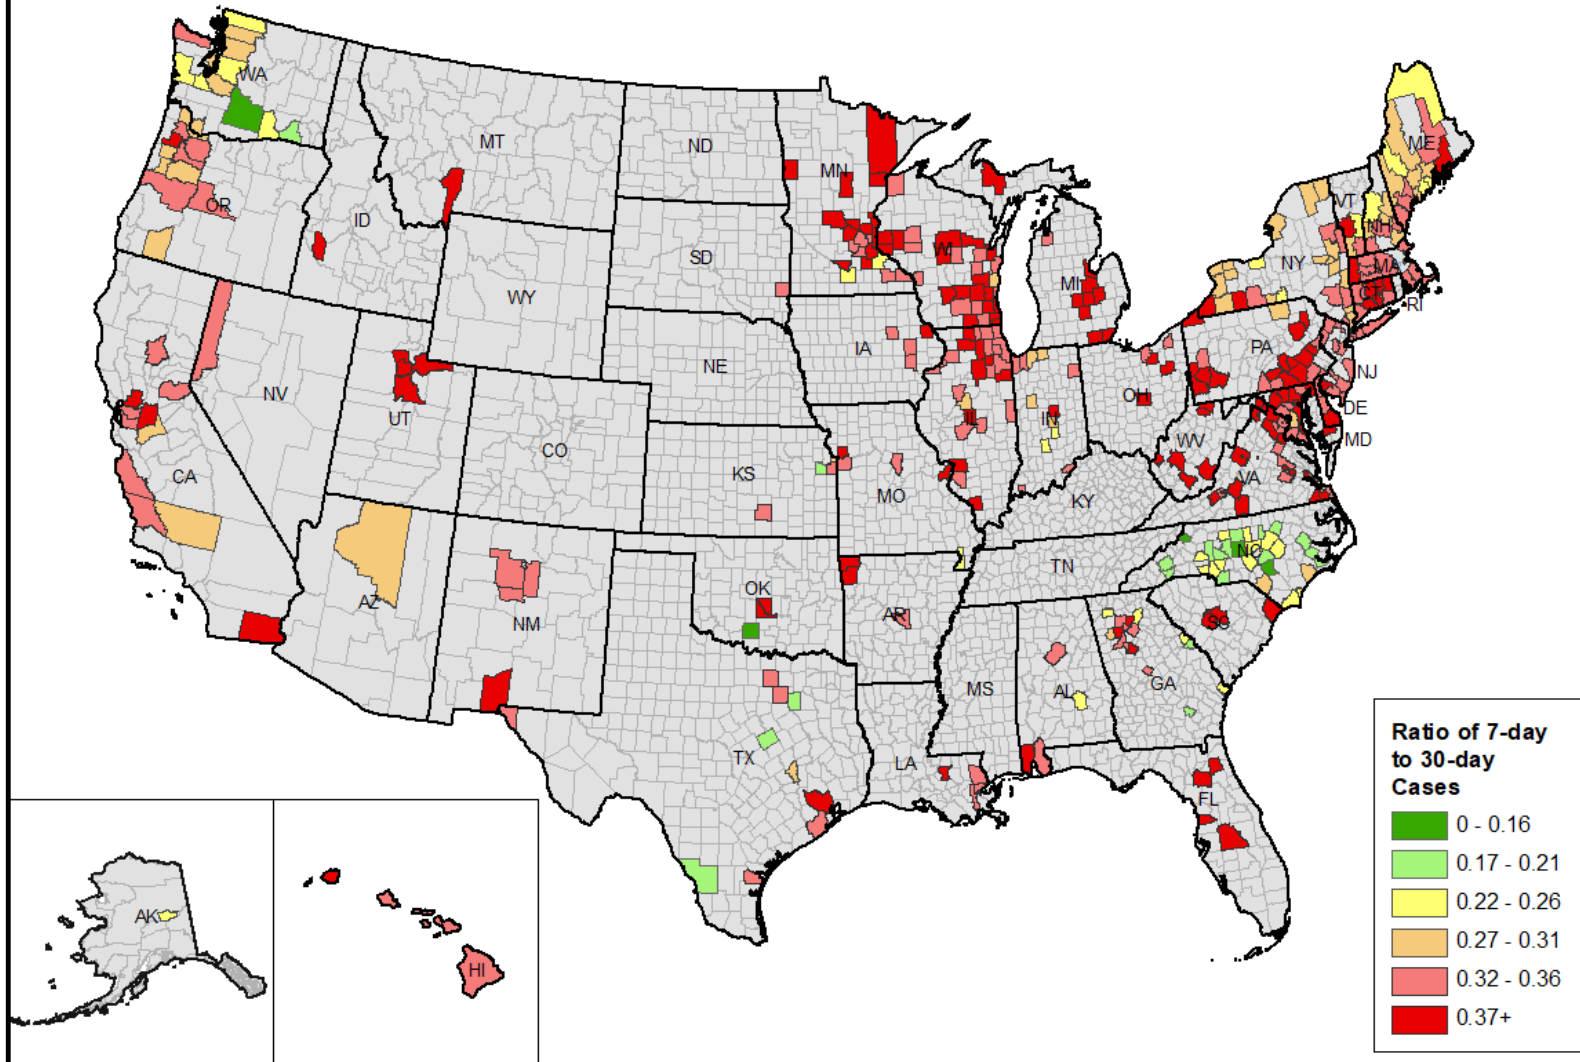 WA
MT
ND
MN
ME
OR
ID
VT
NH
SD
WI
NY
MA
MI
WY
CT
RI
IA
PA
NE
NJ
NV
UT
OH
DE
IL
IN
MD
CO
WV
CA
KS
VA
MO
KY
NC
TN
OK
AZ
NM
AR
SC
MS
AL
GA
TX
LA
FL
AK
HI
Ratio of 7-day
to 30-day
Cases
0 - 0.16
0.17 - 0.21
0.22 - 0.26
0.27 - 0.31
0.32 - 0.36
0.37+